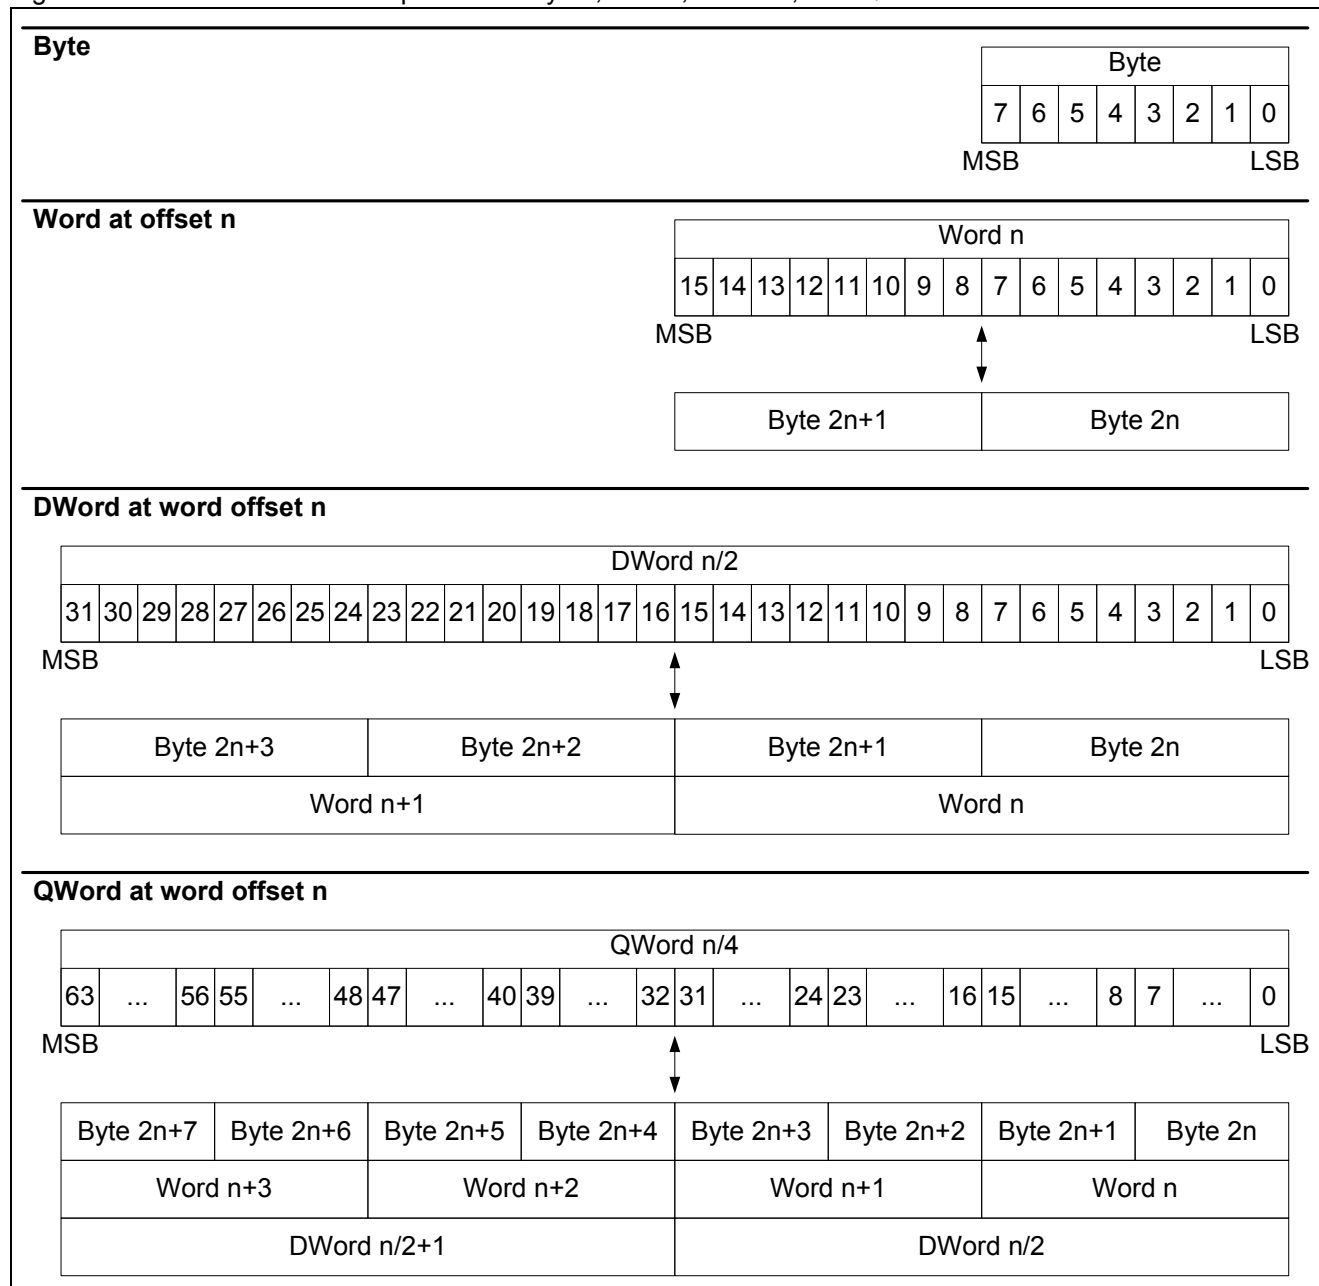 Byte
Byte
7 6 5 4 3 2 1 0
MSB LSB
Word at offset n
Word n
15 14 13 12 11 10 9 8 7 6 5 4 3 2 1 0
MSB LSB
Byte 2n+1 Byte 2n
DWord at word offset n
DWord n/2
31 30 29 28 27 26 25 24 23 22 21 20 19 18 17 16 15 14 13 12 11 10 9 8 7 6 5 4 3 2 1 0
MSB LSB
Byte 2n+3 Byte 2n+2 Byte 2n+1 Byte 2n
Word n+1 Word n
QWord at word offset n
QWord n/4
63 ... 56 55 ... 48 47 ... 40 39 ... 32 31 ... 24 23 ... 16 15 ... 8 7 ... 0
MSB LSB
Byte 2n+7 Byte 2n+6 Byte 2n+5 Byte 2n+4 Byte 2n+3 Byte 2n+2 Byte 2n+1 Byte 2n
Word n+3 Word n+2 Word n+1 Word n
DWord n/2+1 DWord n/2